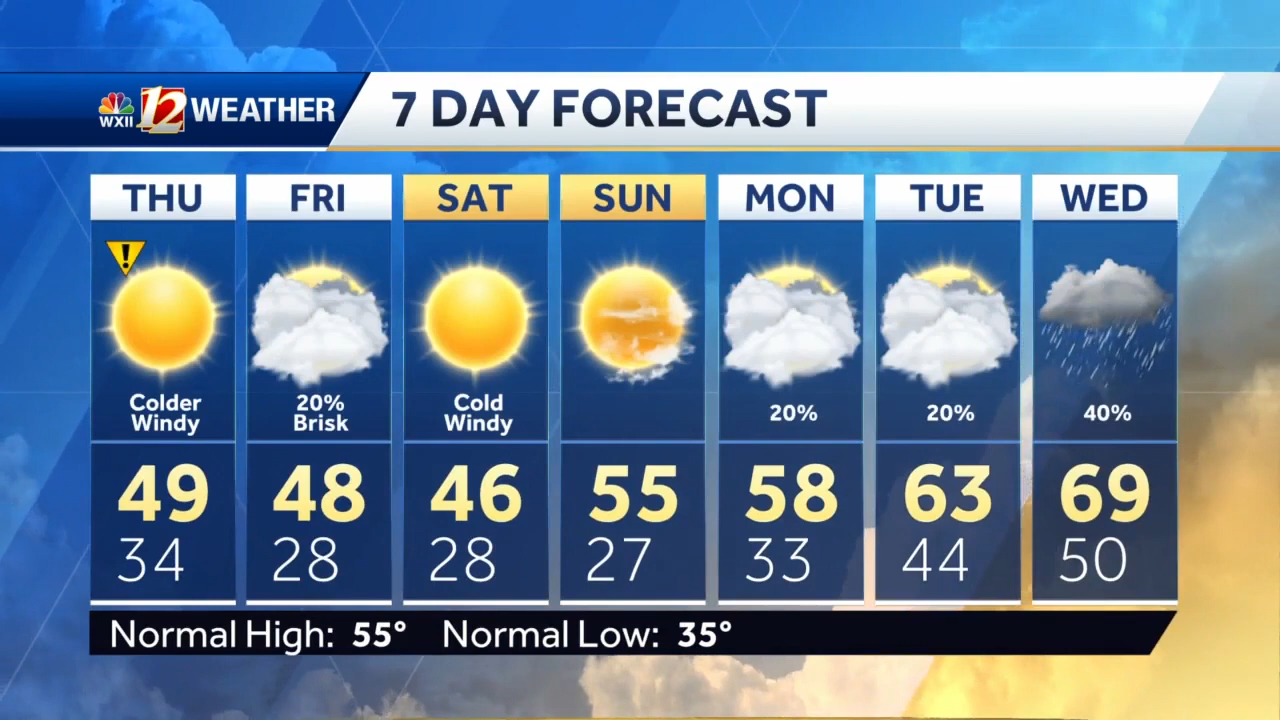 WXII 12 WEATHER
7 DAY FORECAST
THU FRI SAT SUN MON TUE WED
!
Colder Windy
20% Brisk
Cold Windy
20%
20%
40%
49 48 46 55 58 63 69
34 28 28 27 33 44 50
Normal High: 55° Normal Low: 35°